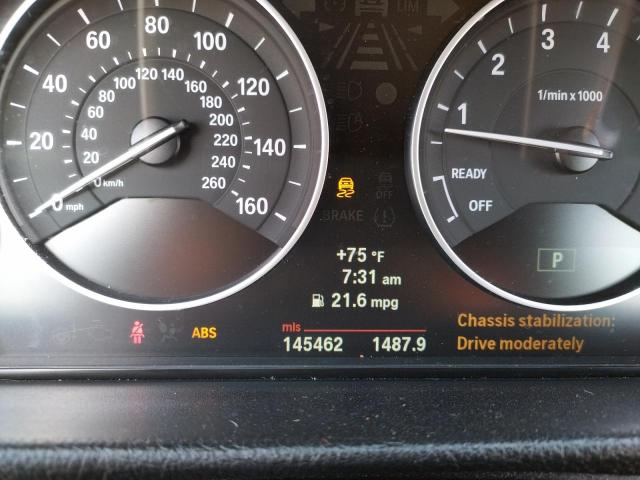 LIM
20
40
60
80
100
120
140
160
0 mph
0 km/h
20
40
60
80
100
120
140
160
180
200
220
240
260
1
2
3
4
1/min x 1000
READY
OFF
OFF
BRAKE
P
+75 °F
7:31 am
21.6 mpg
ABS
mls
145462 1487.9
Chassis stabilization:
Drive moderately